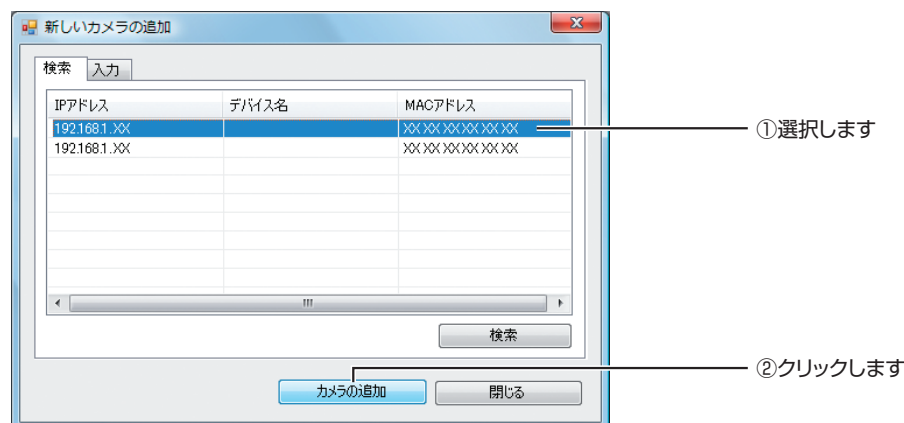 新しいカメラの追加
検索 入力
IPアドレス デバイス名 MACアドレス
192.168.1.XX XX XX XX XX XX XX
192.168.1.XX XX XX XX XX XX XX
検索
カメラの追加 閉じる
①選択します
②クリックします